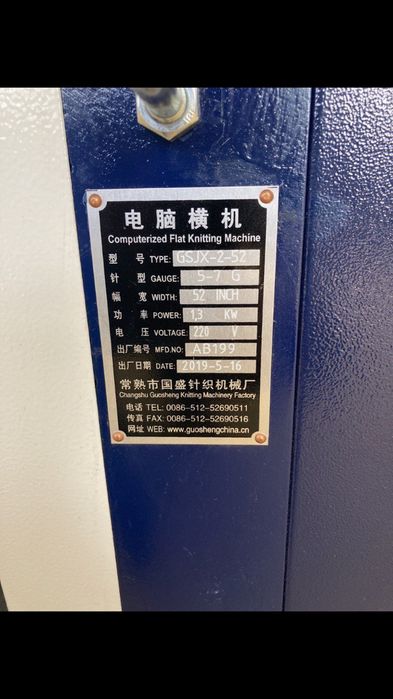 电脑横机
Computerized Flat Knitting Machine
型 号 TYPE: GSJX-2-52
针 型 GAUGE: 5-7 G
幅 宽 WIDTH: 52 INCH
功 率 POWER: 1,3 KW
电 压 VOLTAGE: 220 V
出厂编号 MFD.NO: AB199
出厂日期 DATE: 2019-5-16
常熟市国盛针织机械厂
Changshu Guosheng Knitting Machinery Factory
电话 TEL: 0086-512-52690511
传真 FAX: 0086-512-52690516
网址 WEB: www.guoshengchina.cn